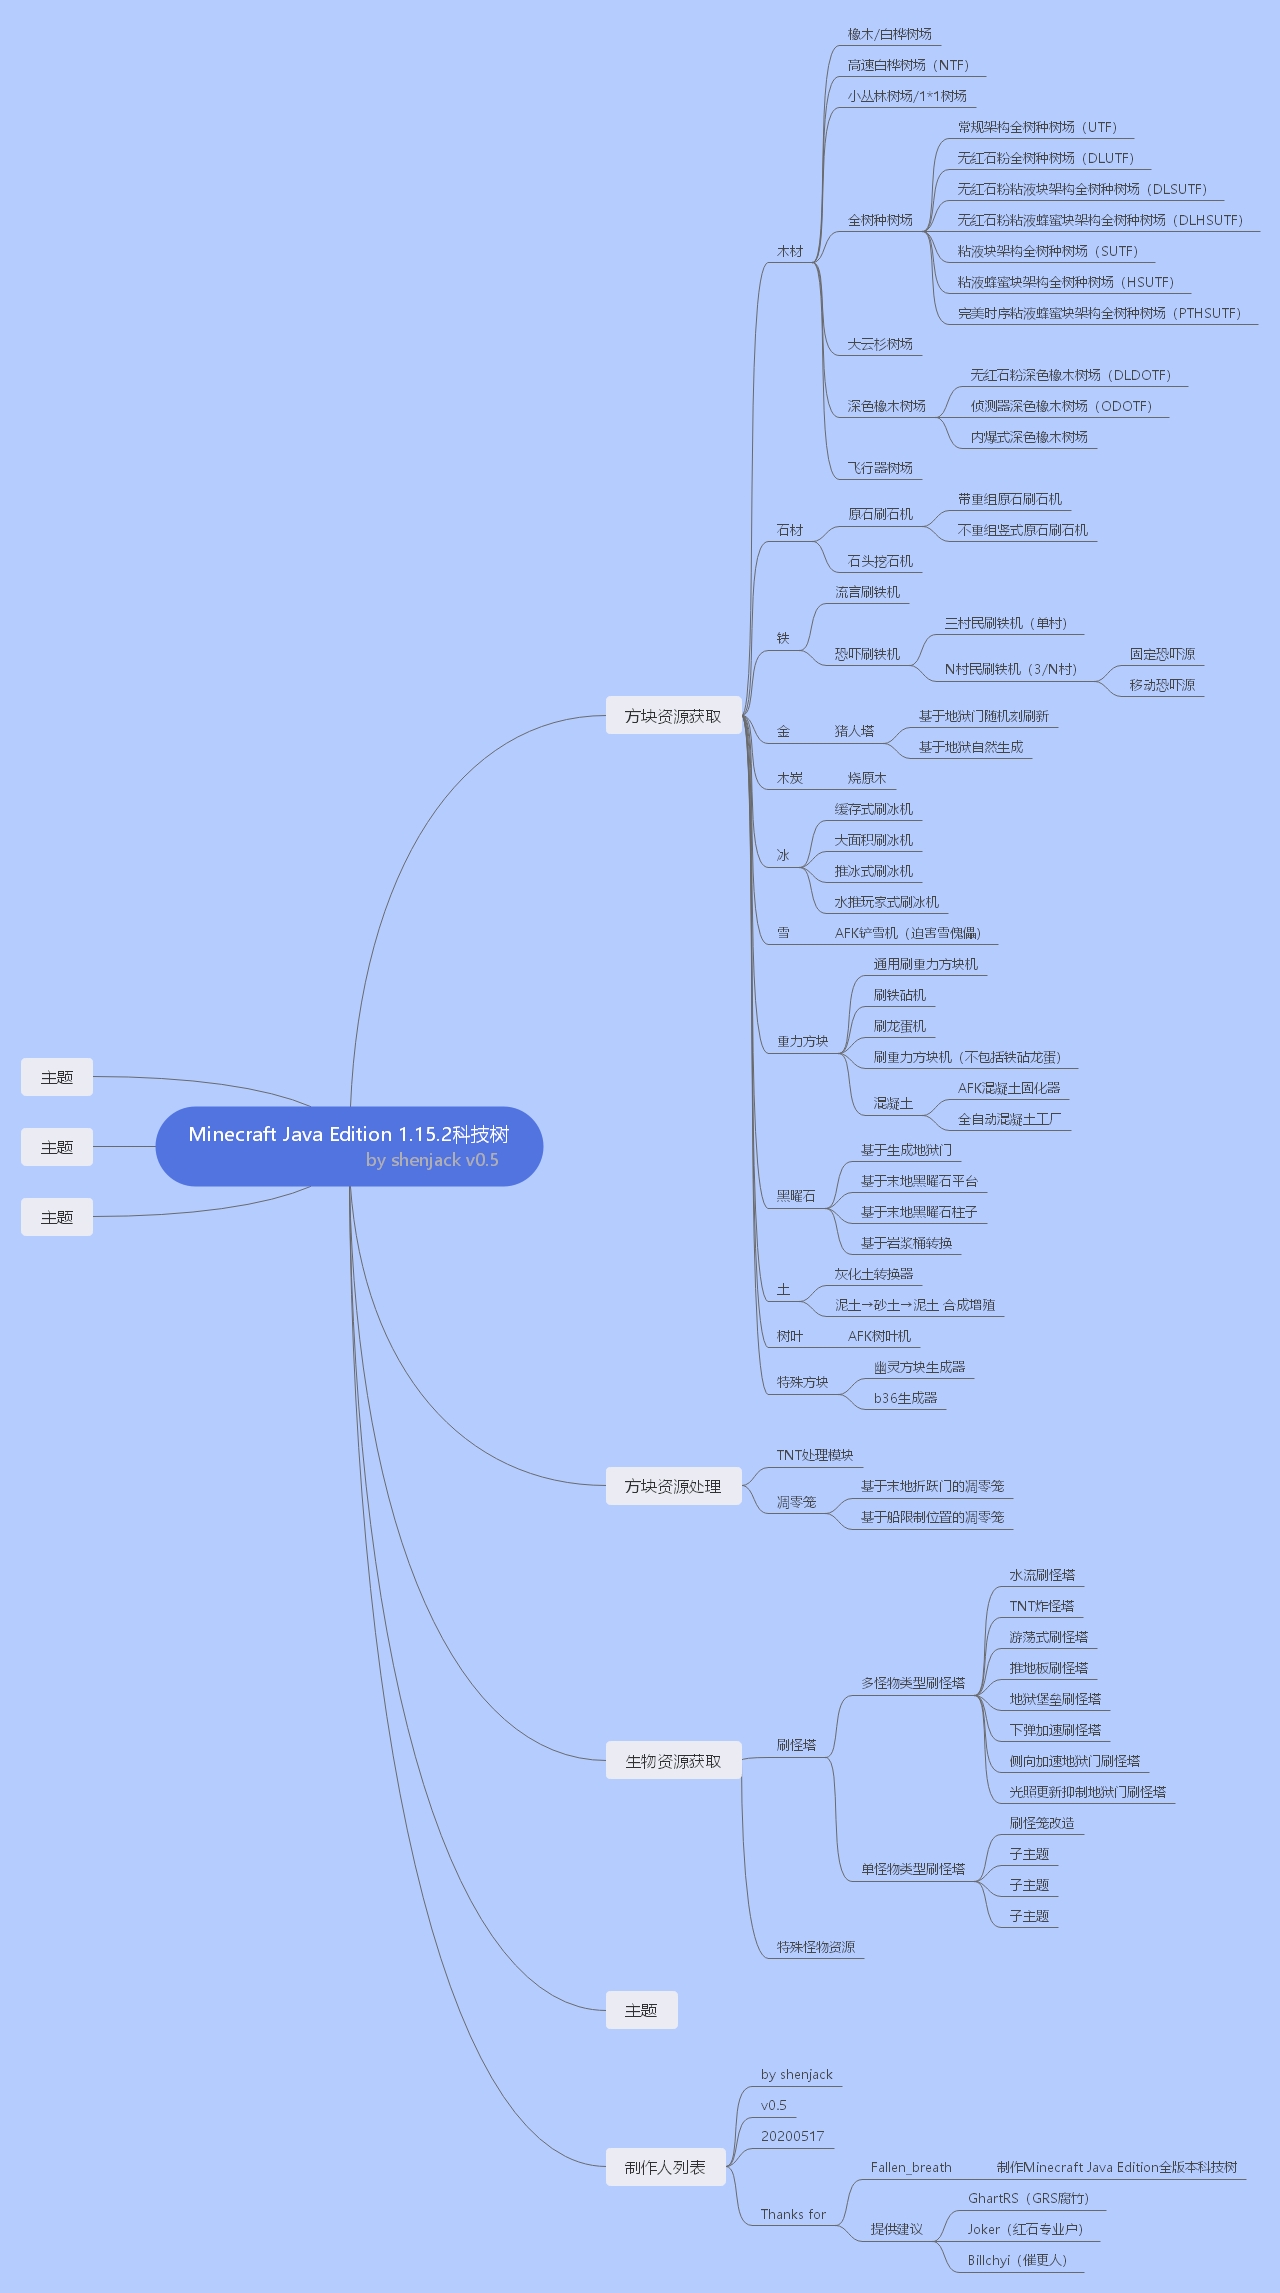 Minecraft Java Edition 1.15.2科技树
by shenjack v0.5
方块资源获取
木材
橡木/白桦树场
高速白桦树场（NTF）
小丛林树场/1*1树场
全树种树场
常规架构全树种树场（UTF）
无红石粉全树种树场（DLUTF）
无红石粉粘液块架构全树种树场（DLSUTF）
无红石粉粘液蜂蜜块架构全树种树场（DLHSUTF）
粘液块架构全树种树场（SUTF）
粘液蜂蜜块架构全树种树场（HSUTF）
完美时序粘液蜂蜜块架构全树种树场（PTHSUTF）
大云杉树场
深色橡木树场
无红石粉深色橡木树场（DLDOTF）
侦测器深色橡木树场（ODOTF）
内爆式深色橡木树场
飞行器树场
石材
原石刷石机
带重组原石刷石机
不重组竖式原石刷石机
石头挖石机
铁
流言刷铁机
恐吓刷铁机
三村民刷铁机（单村）
N村民刷铁机（3/N村）
固定恐吓源
移动恐吓源
金
猪人塔
基于地狱门随机刻刷新
基于地狱自然生成
木炭
烧原木
冰
缓存式刷冰机
大面积刷冰机
推冰式刷冰机
水推玩家式刷冰机
雪
AFK铲雪机（迫害雪傀儡）
重力方块
通用刷重力方块机
刷铁砧机
刷龙蛋机
刷重力方块机（不包括铁砧龙蛋）
混凝土
AFK混凝土固化器
全自动混凝土工厂
黑曜石
基于生成地狱门
基于末地黑曜石平台
基于末地黑曜石柱子
基于岩浆桶转换
土
灰化土转换器
泥土→砂土→泥土 合成增殖
树叶
AFK树叶机
特殊方块
幽灵方块生成器
b36生成器
方块资源处理
TNT处理模块
凋零笼
基于末地折跃门的凋零笼
基于船限制位置的凋零笼
生物资源获取
刷怪塔
多怪物类型刷怪塔
水流刷怪塔
TNT炸怪塔
游荡式刷怪塔
推地板刷怪塔
地狱堡垒刷怪塔
下弹加速刷怪塔
侧向加速地狱门刷怪塔
光照更新抑制地狱门刷怪塔
单怪物类型刷怪塔
刷怪笼改造
子主题
子主题
子主题
特殊怪物资源
主题
制作人列表
by shenjack
v0.5
20200517
Thanks for
Fallen_breath
制作Minecraft Java Edition全版本科技树
提供建议
GhartRS（GRS腐竹）
Joker（红石专业户）
Billchyi（催更人）
主题
主题
主题